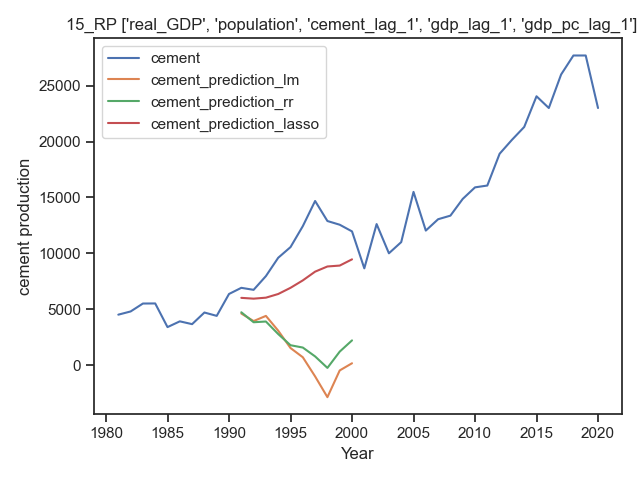 15_RP ['real_GDP', 'population', 'cement_lag_1', 'gdp_lag_1', 'gdp_pc_lag_1']
cement
cement_prediction_lm
cement_prediction_rr
cement_prediction_lasso
25000
20000
15000
10000
5000
0
cement production
1980 1985 1990 1995 2000 2005 2010 2015 2020
Year